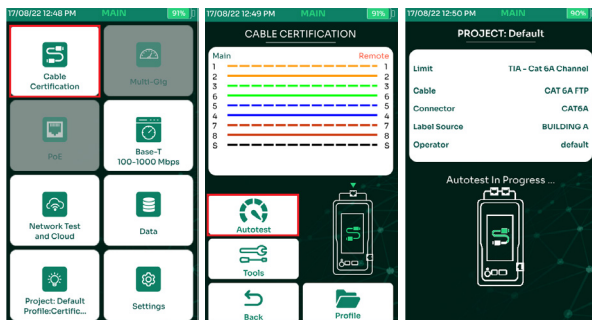 17/08/22 12:48 PM MAIN 91%
Cable
Certification
Multi-Gig
PoE
Base-T
100-1000 Mbps
Network Test
and Cloud
Data
Project: Default
Profile:Certific...
Settings
17/08/22 12:49 PM MAIN 91%
CABLE CERTIFICATION
Main Remote
1 1
2 2
3 3
6 6
5 5
4 4
7 7
8 8
S S
Autotest
Tools
Back
Profile
17/08/22 12:50 PM MAIN 90%
PROJECT: Default
Limit TIA - Cat 6A Channel
Cable CAT 6A FTP
Connector CAT6A
Label Source BUILDING A
Operator default
Autotest In Progress ...